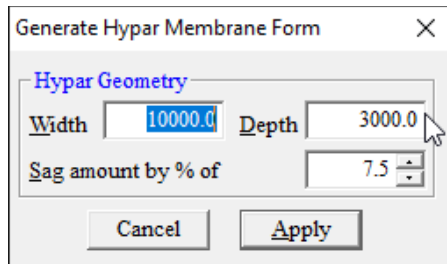 Generate Hypar Membrane Form
Hypar Geometry
Width 10000.0 Depth 3000.0
Sag amount by % of 7.5
Cancel Apply